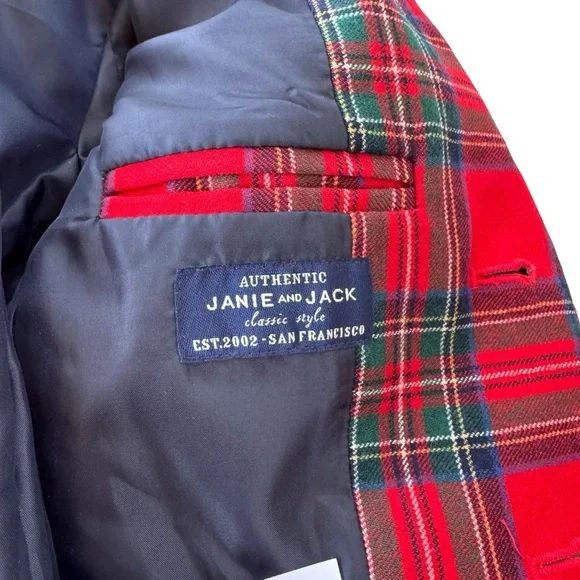 AUTHENTIC
JANIE AND JACK
classic style
EST.2002 - SAN FRANCISCO